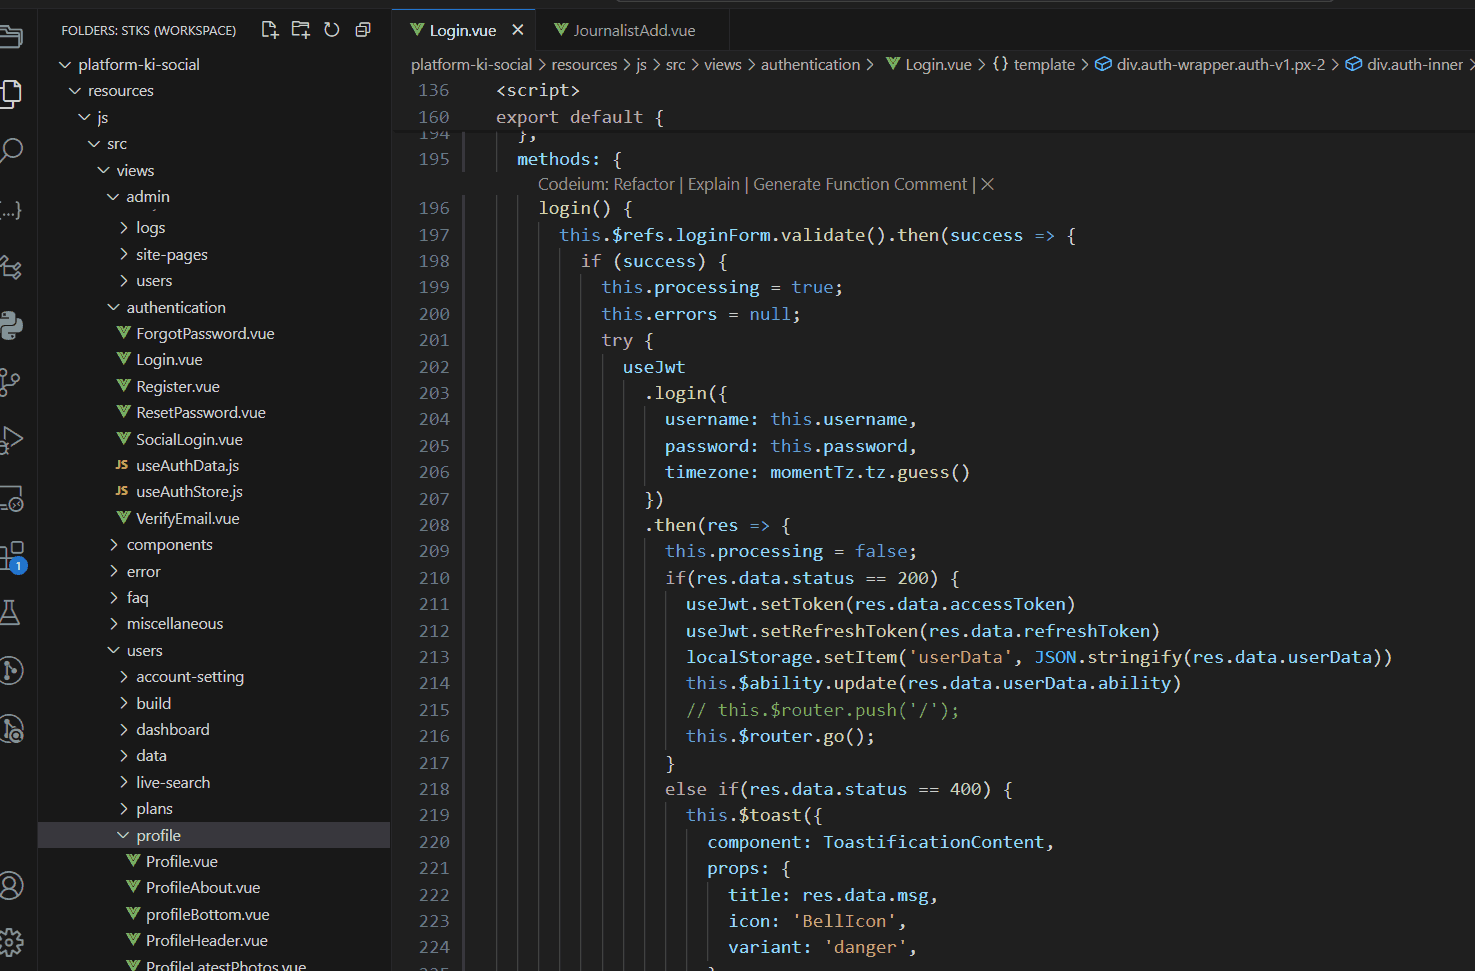 FOLDERS: STKS (WORKSPACE)
platform-ki-social
resources
js
src
views
admin
logs
site-pages
users
authentication
ForgotPassword.vue
Login.vue
Register.vue
ResetPassword.vue
SocialLogin.vue
JS useAuthData.js
JS useAuthStore.js
VerifyEmail.vue
components
error
faq
miscellaneous
users
account-setting
build
dashboard
data
live-search
plans
profile
Profile.vue
ProfileAbout.vue
profileBottom.vue
ProfileHeader.vue
ProfileLatestPhotos.vue
1
Login.vue
JournalistAdd.vue
platform-ki-social > resources > js > src > views > authentication > Login.vue > {} template > div.auth-wrapper.auth-v1.px-2 > div.auth-inner >
136 <script>
160 export default {
194 },
195 methods: {
Codeium: Refactor | Explain | Generate Function Comment | ×
196 login() {
197 this.$refs.loginForm.validate().then(success => {
198 if (success) {
199 this.processing = true;
200 this.errors = null;
201 try {
202 useJwt
203 .login({
204 username: this.username,
205 password: this.password,
206 timezone: momentTz.tz.guess()
207 })
208 .then(res => {
209 this.processing = false;
210 if(res.data.status == 200) {
211 useJwt.setToken(res.data.accessToken)
212 useJwt.setRefreshToken(res.data.refreshToken)
213 localStorage.setItem('userData', JSON.stringify(res.data.userData))
214 this.$ability.update(res.data.userData.ability)
215 // this.$router.push('/');
216 this.$router.go();
217 }
218 else if(res.data.status == 400) {
219 this.$toast({
220 component: ToastificationContent,
221 props: {
222 title: res.data.msg,
223 icon: 'BellIcon',
224 variant: 'danger',